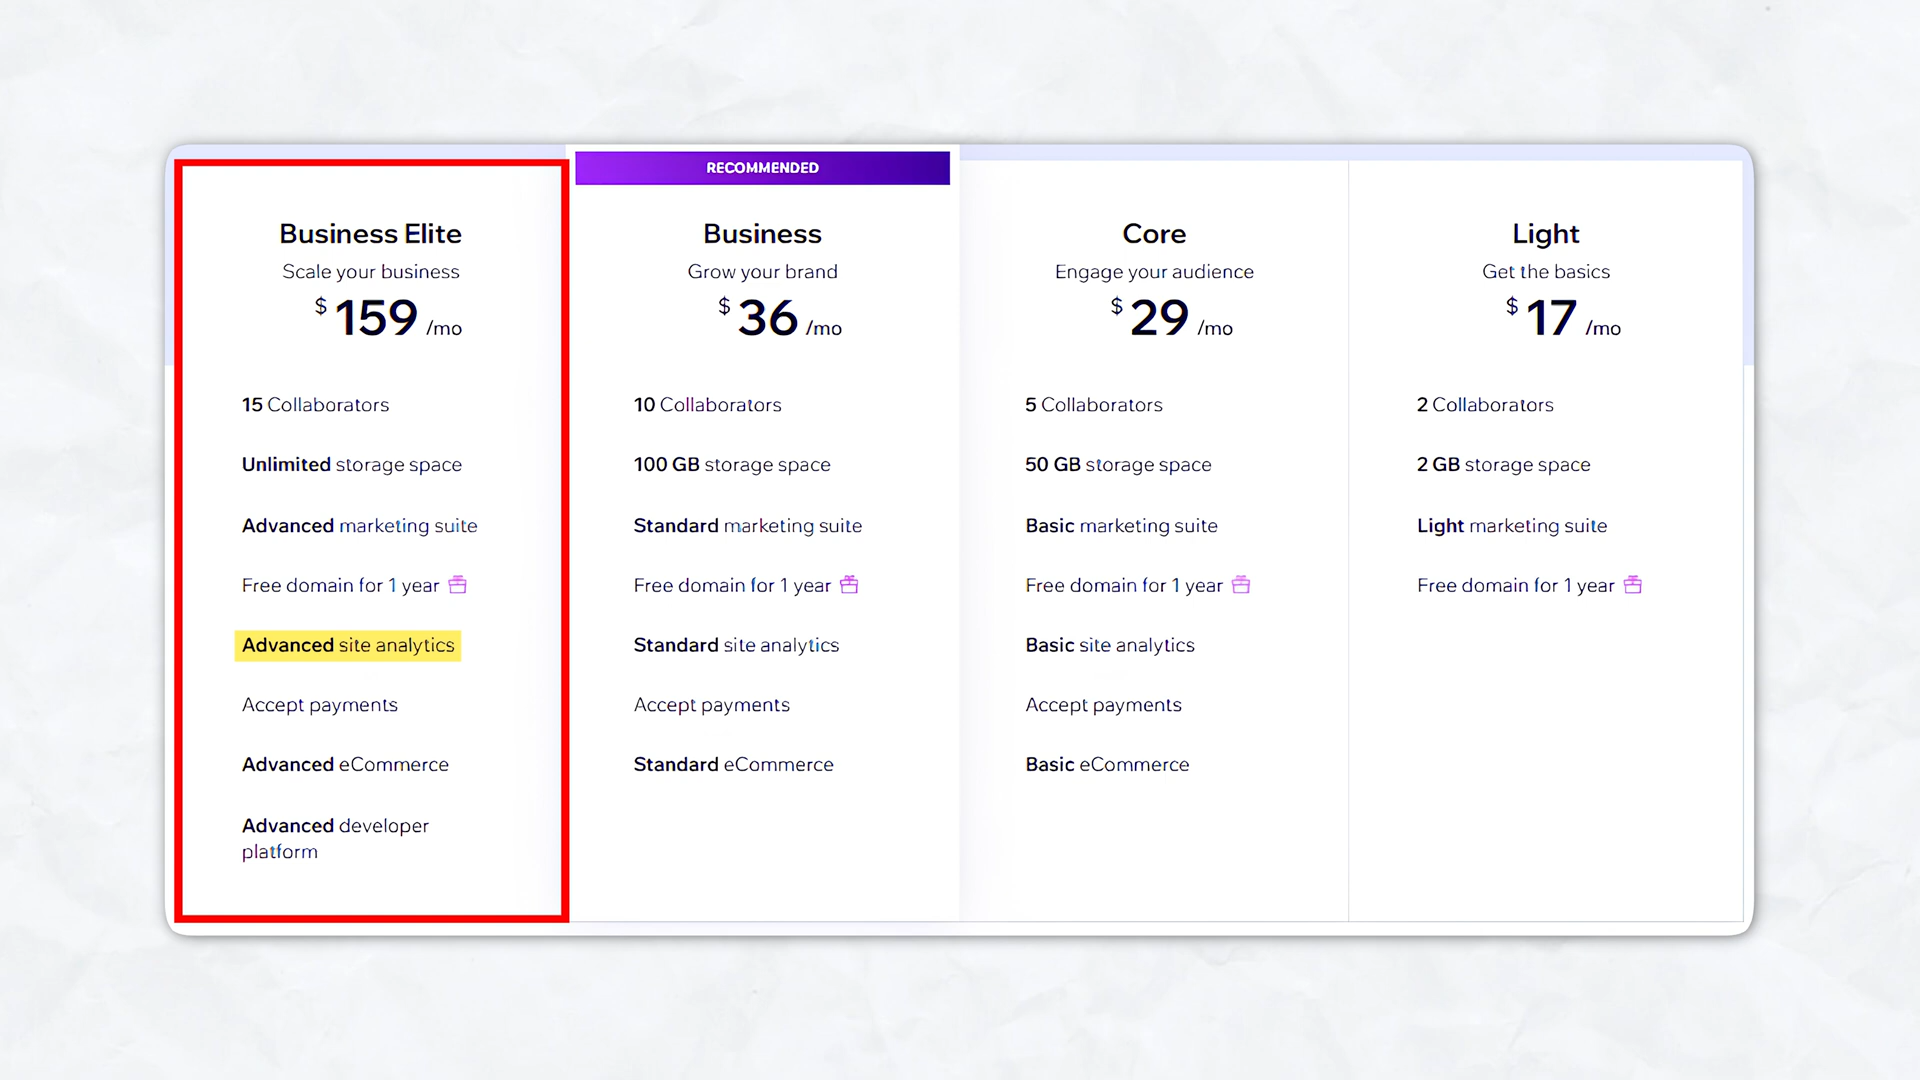 Business Elite
Scale your business
$ 159 /mo
15 Collaborators
Unlimited storage space
Advanced marketing suite
Free domain for 1 year
Advanced site analytics
Accept payments
Advanced eCommerce
Advanced developer
platform
RECOMMENDED
Business
Grow your brand
$ 36 /mo
10 Collaborators
100 GB storage space
Standard marketing suite
Free domain for 1 year
Standard site analytics
Accept payments
Standard eCommerce
Core
Engage your audience
$ 29 /mo
5 Collaborators
50 GB storage space
Basic marketing suite
Free domain for 1 year
Basic site analytics
Accept payments
Basic eCommerce
Light
Get the basics
$ 17 /mo
2 Collaborators
2 GB storage space
Light marketing suite
Free domain for 1 year